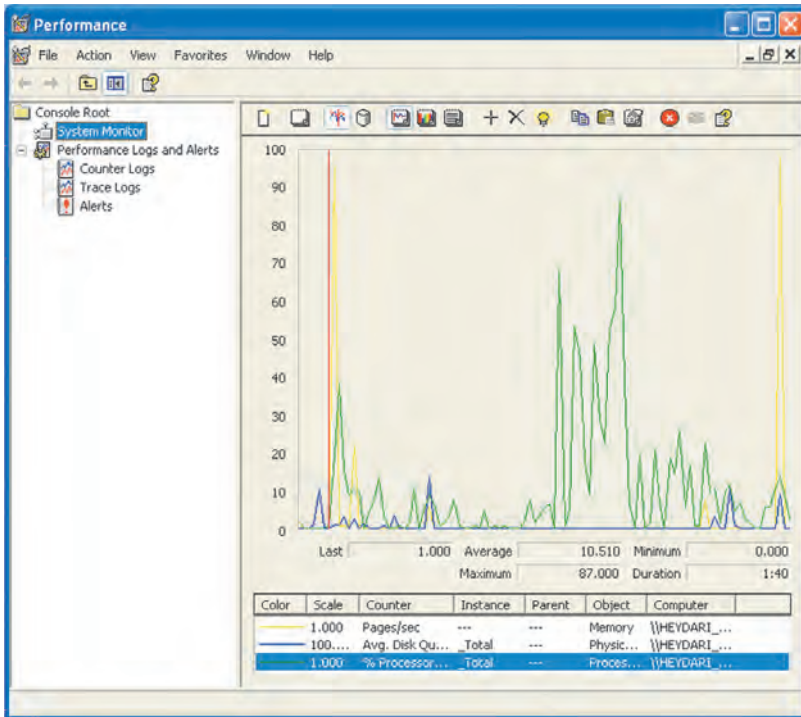 Performance
File Action View Favorites Window Help
Console Root
System Monitor
Performance Logs and Alerts
Counter Logs
Trace Logs
Alerts
100
90
80
70
60
50
40
30
20
10
0
Last 1.000 Average 10.510 Minimum 0.000
Maximum 87.000 Duration 1:40
Color Scale Counter Instance Parent Object Computer
1.000 Pages/sec --- --- Memory \\HEYDARI_...
100.... Avg. Disk Qu... _Total --- Physic... \\HEYDARI_...
1.000 % Processor... _Total --- Proces... \\HEYDARI_...